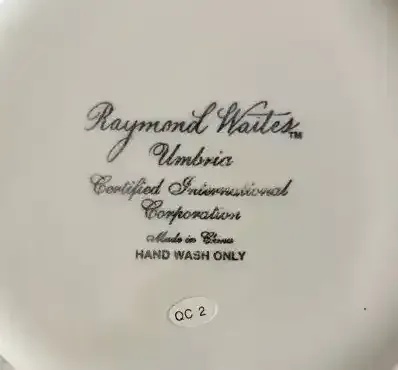 Raymond Waites™
Umbria
Certified International
Corporation
Made in China
HAND WASH ONLY
QC 2